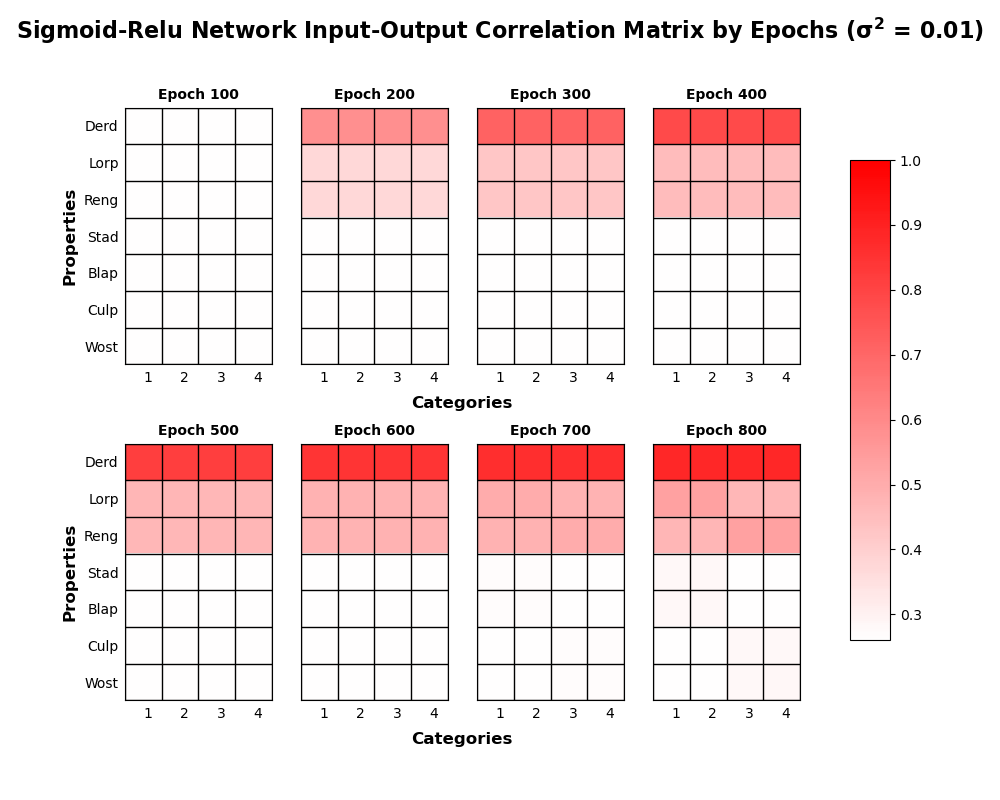 Sigmoid-Relu Network Input-Output Correlation Matrix by Epochs (σ² = 0.01)
Epoch 100 Epoch 200 Epoch 300 Epoch 400
Properties
Derd
Lorp
Reng
Stad
Blap
Culp
Wost
1 2 3 4 1 2 3 4 1 2 3 4 1 2 3 4
Categories
Epoch 500 Epoch 600 Epoch 700 Epoch 800
Properties
Derd
Lorp
Reng
Stad
Blap
Culp
Wost
1 2 3 4 1 2 3 4 1 2 3 4 1 2 3 4
Categories
1.0
0.9
0.8
0.7
0.6
0.5
0.4
0.3